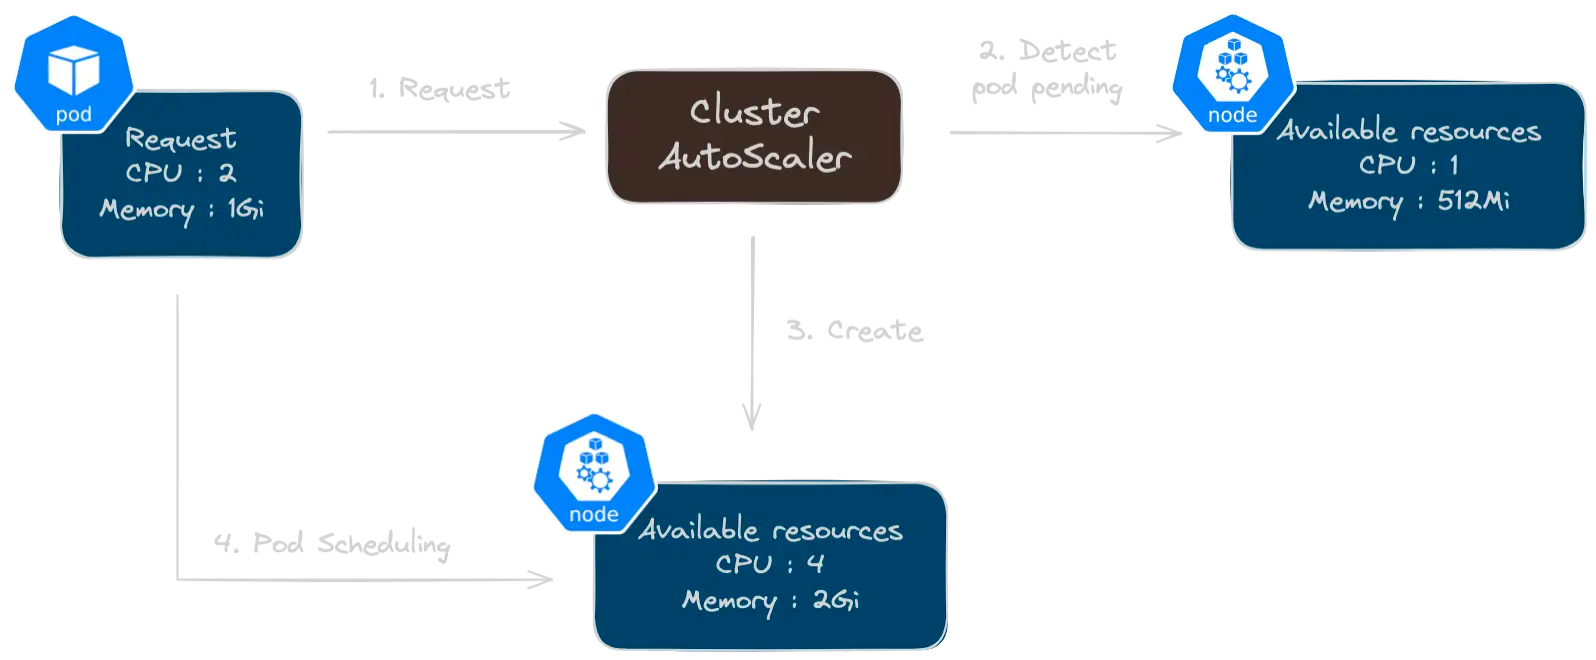 pod
Request
CPU : 2
Memory : 1Gi
1. Request
Cluster
AutoScaler
2. Detect
pod pending
node
Available resources
CPU : 1
Memory : 512Mi
3. Create
4. Pod Scheduling
node
Available resources
CPU : 4
Memory : 2Gi